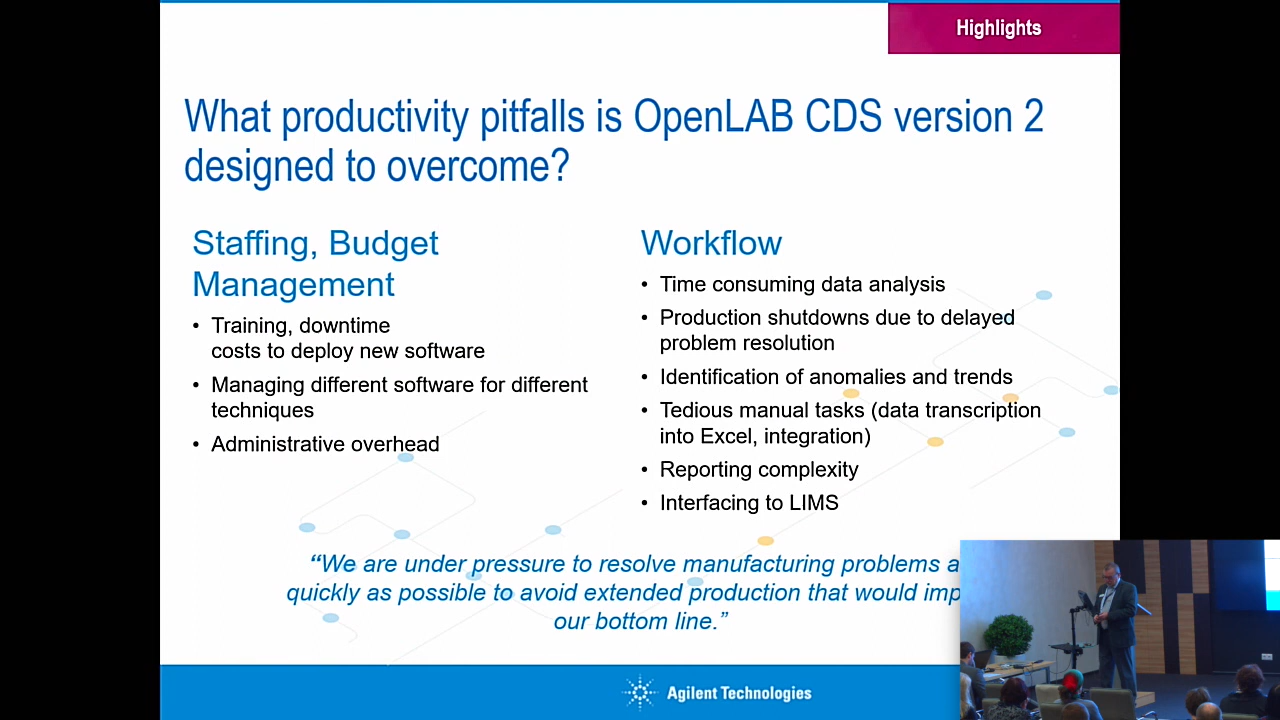 Highlights
What productivity pitfalls is OpenLAB CDS version 2
designed to overcome?
Staffing, Budget
Management
• Training, downtime
costs to deploy new software
• Managing different software for different
techniques
• Administrative overhead
Workflow
• Time consuming data analysis
• Production shutdowns due to delayed
problem resolution
• Identification of anomalies and trends
• Tedious manual tasks (data transcription
into Excel, integration)
• Reporting complexity
• Interfacing to LIMS
“We are under pressure to resolve manufacturing problems
quickly as possible to avoid extended production that would
our bottom line.”
Agilent Technologies